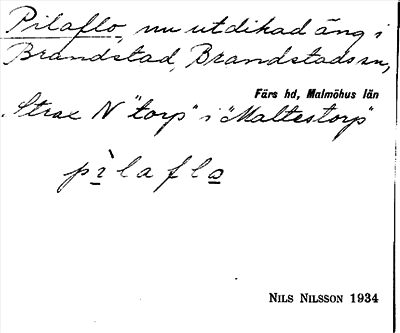 Pilaflo, nu utdikad äng i
Brandstad, Brandstads sn,
Färs hd, Malmöhus län
Strax N "torp" i "Maltestorp"
pìlaflo
NILS NILSSON 1934